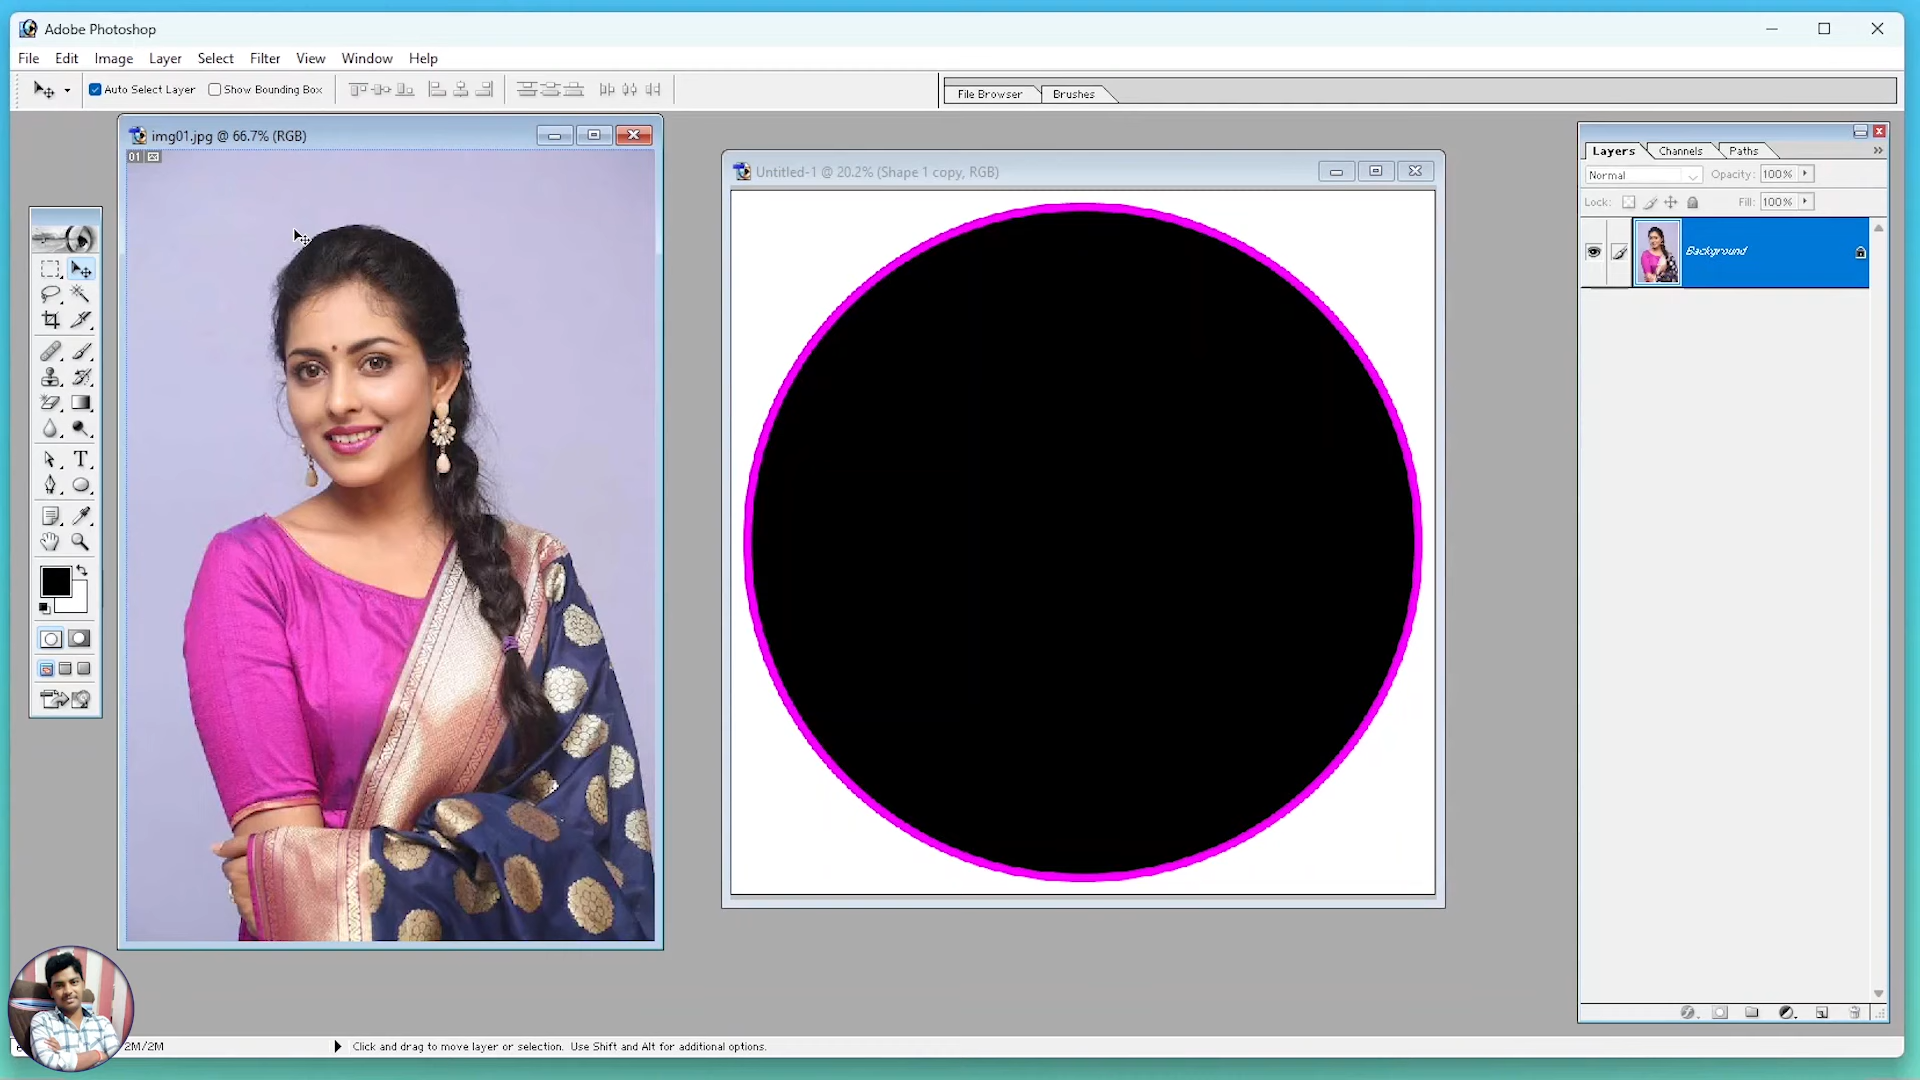 Adobe Photoshop
File Edit Image Layer Select Filter View Window Help
Auto Select Layer Show Bounding Box
File Browser Brushes
img01.jpg @ 66.7% (RGB)
01
Untitled-1 @ 20.2% (Shape 1 copy, RGB)
Layers Channels Paths
Normal Opacity: 100%
Lock: Fill: 100%
Background
T
2M/2M
Click and drag to move layer or selection. Use Shift and Alt for additional options.